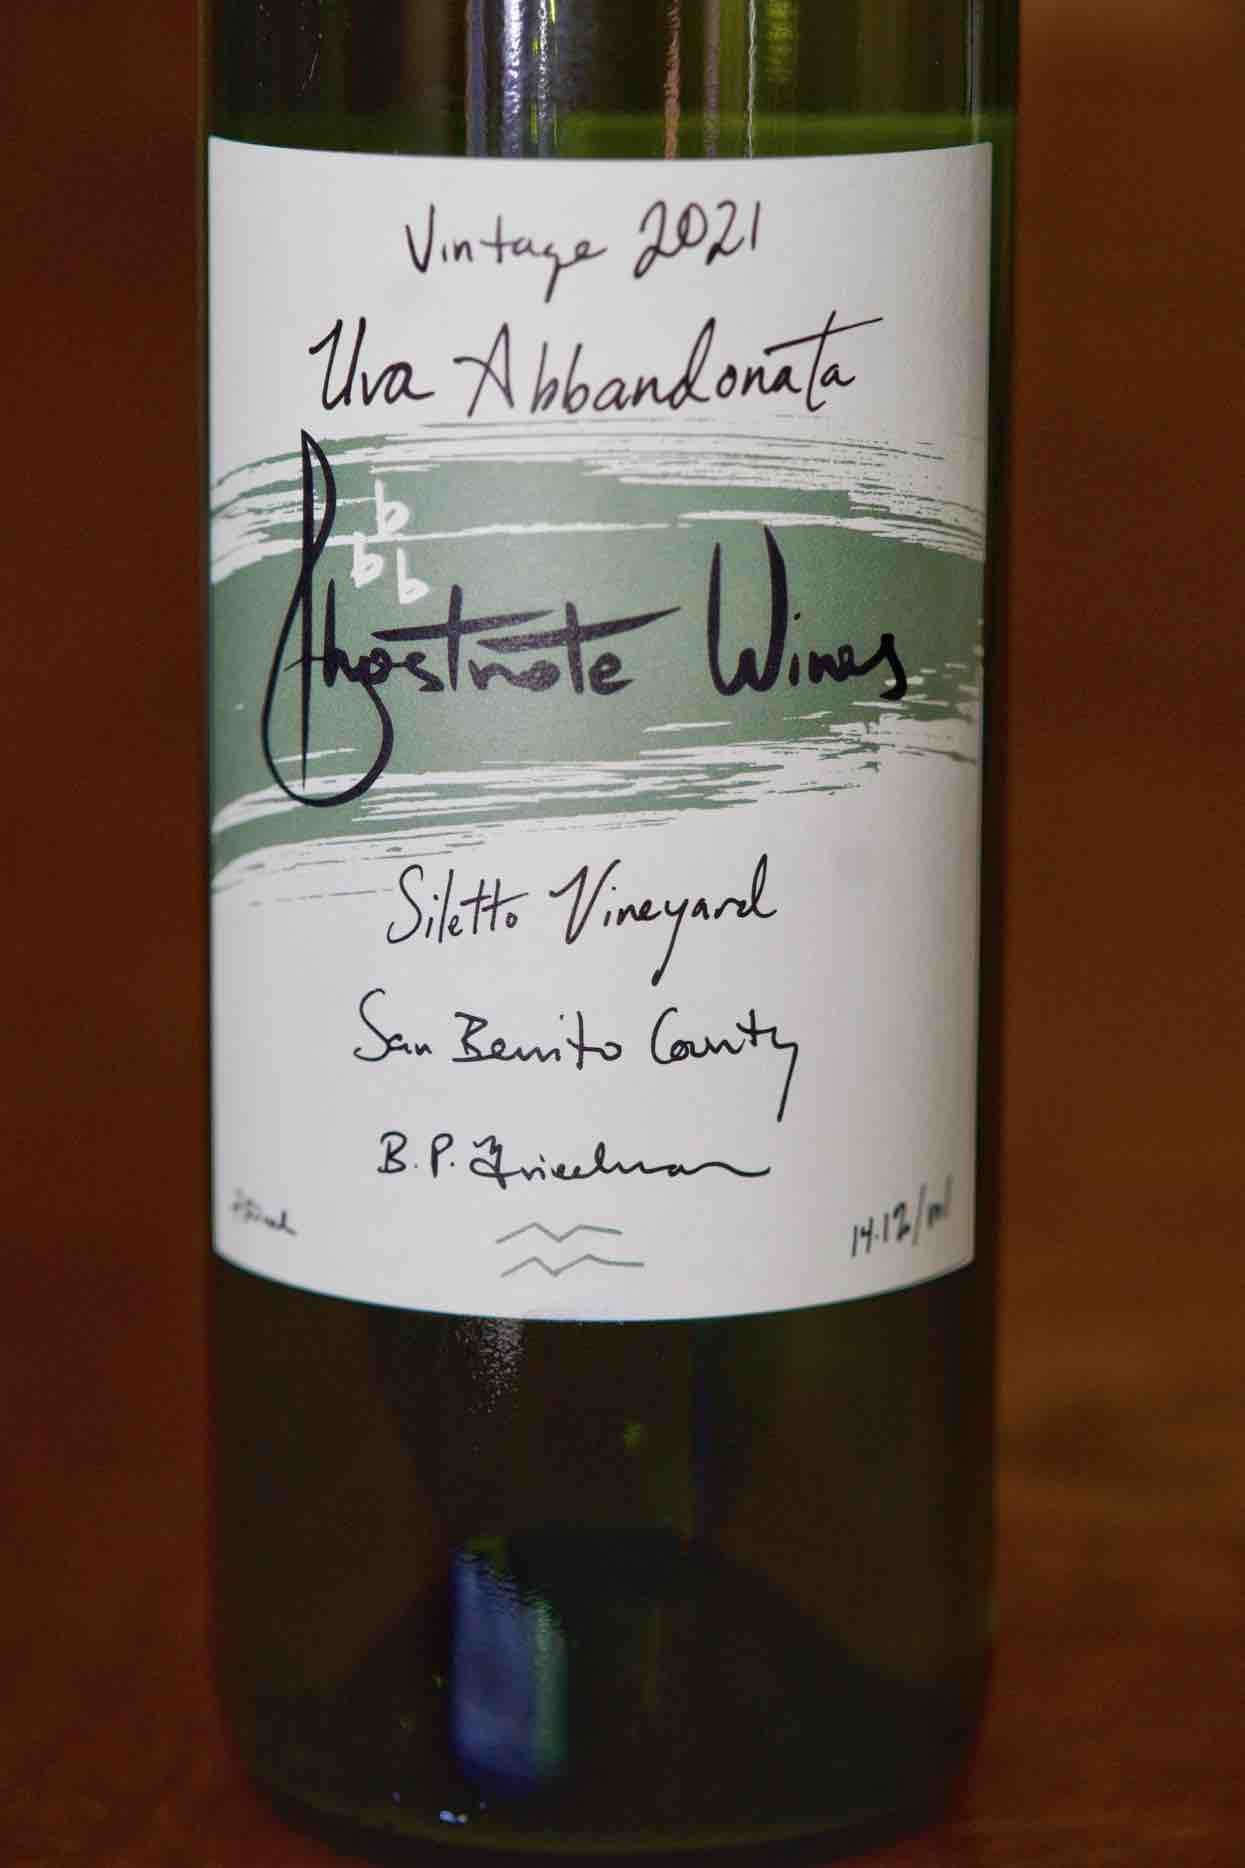 Vintage 2021
Uva Abbandonata
b
b b
Ghostnote Wines
Siletto Vineyard
San Benito County
B.P. Friedman